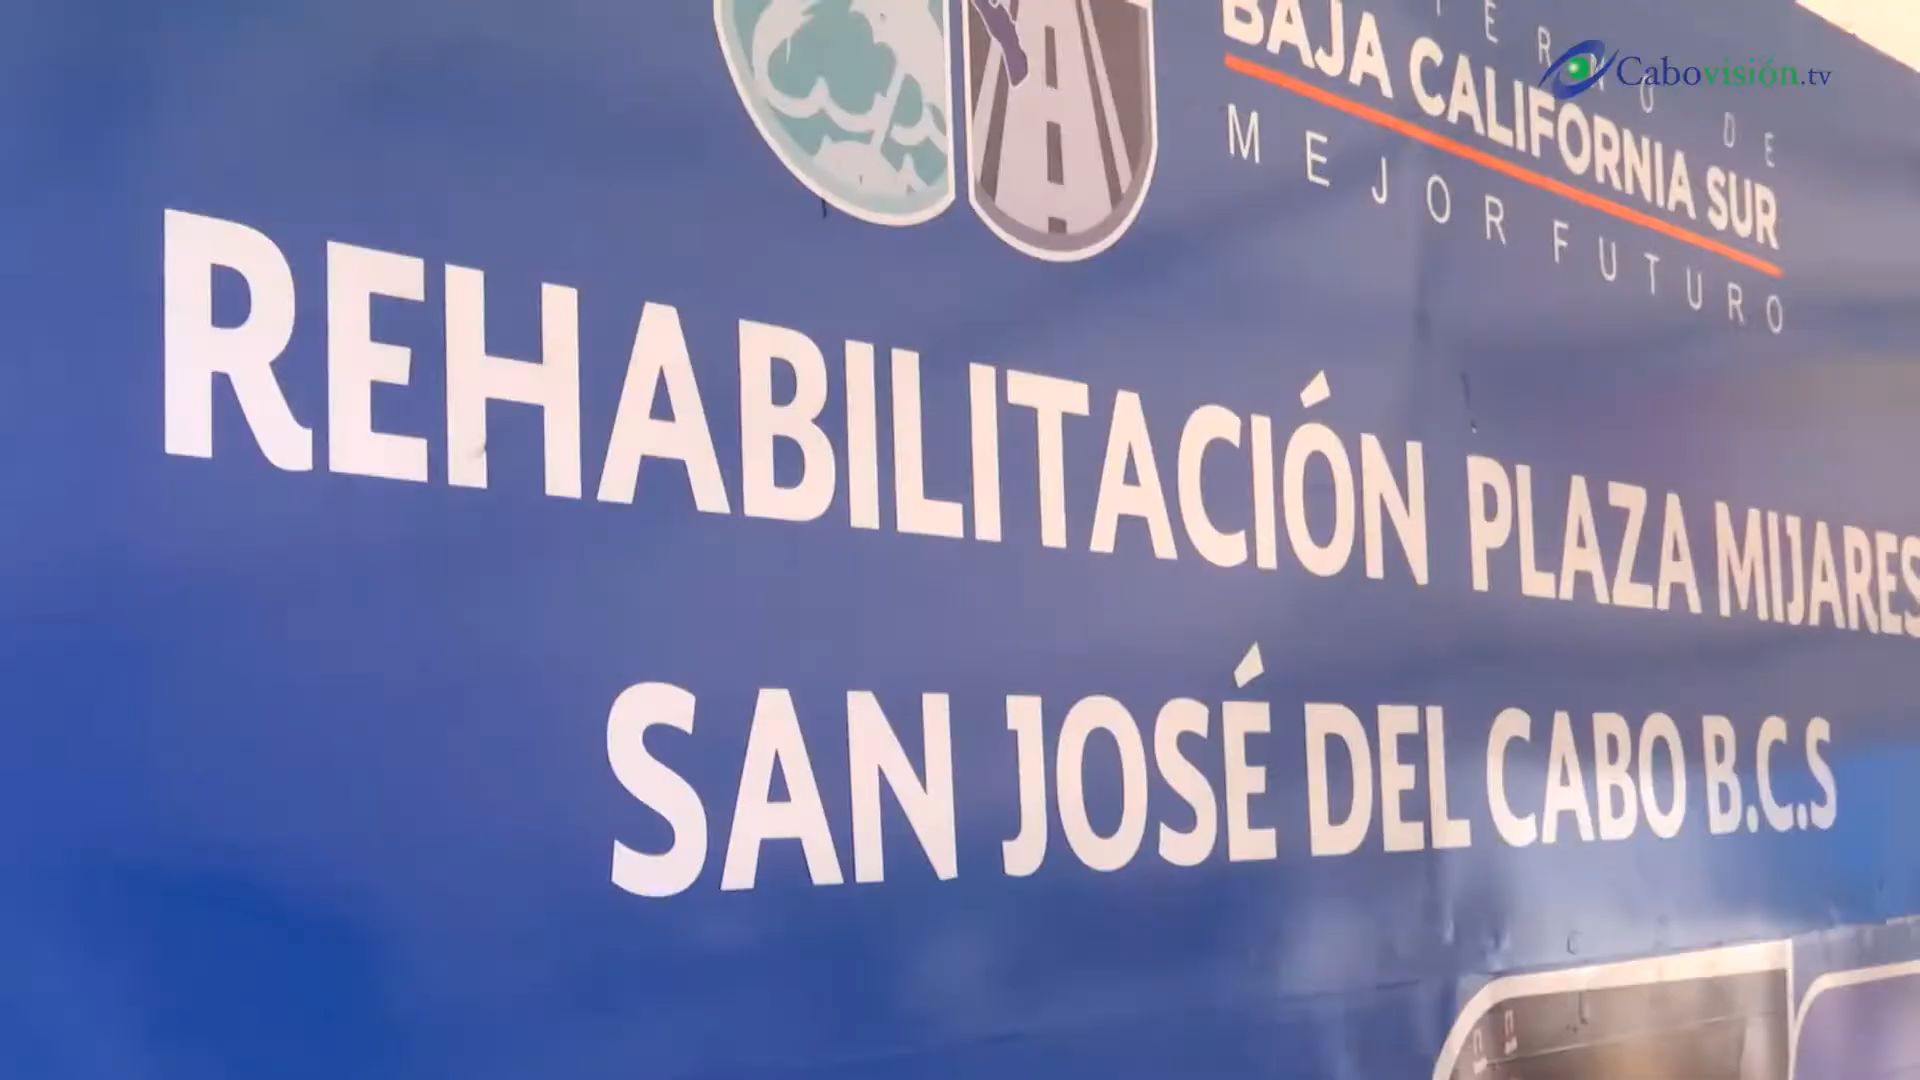 BAJA CALIFORNIA SUR
MEJOR FUTURO
Cabovisión.tv
REHABILITACIÓN PLAZA MIJARES
SAN JOSÉ DEL CABO B.C.S